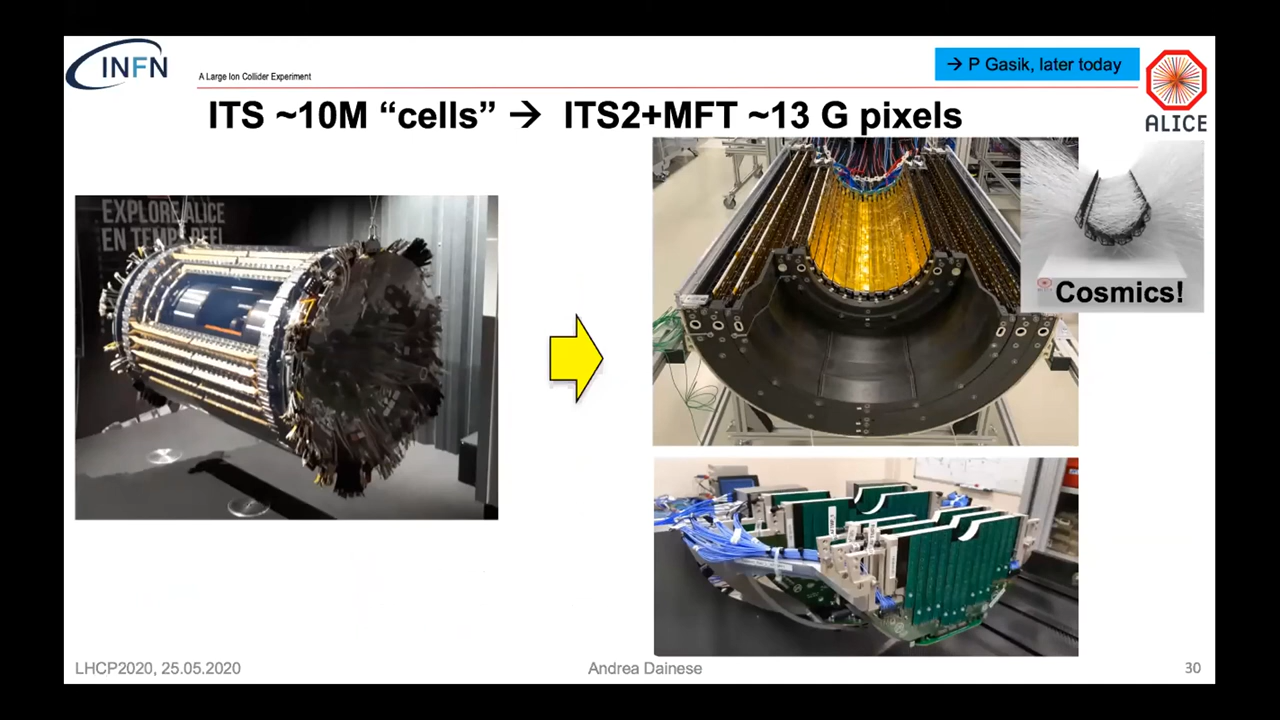 INFN
A Large Ion Collider Experiment
→ P Gasik, later today
ALICE
ITS ~10M “cells” → ITS2+MFT ~13 G pixels
EXPLORE ALICE
EN TEMPS RÉEL
Cosmics!
LHCP2020, 25.05.2020
Andrea Dainese
30